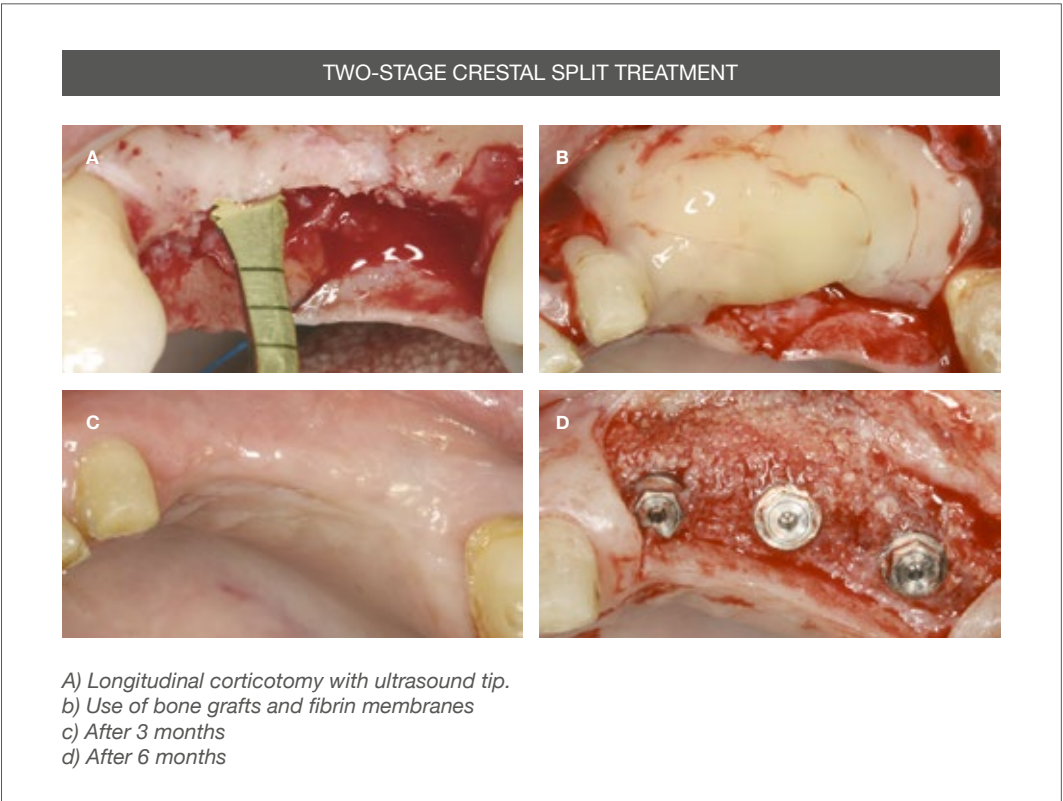 TWO-STAGE CRESTAL SPLIT TREATMENT
A
B
C
D
A) Longitudinal corticotomy with ultrasound tip.
b) Use of bone grafts and fibrin membranes
c) After 3 months
d) After 6 months